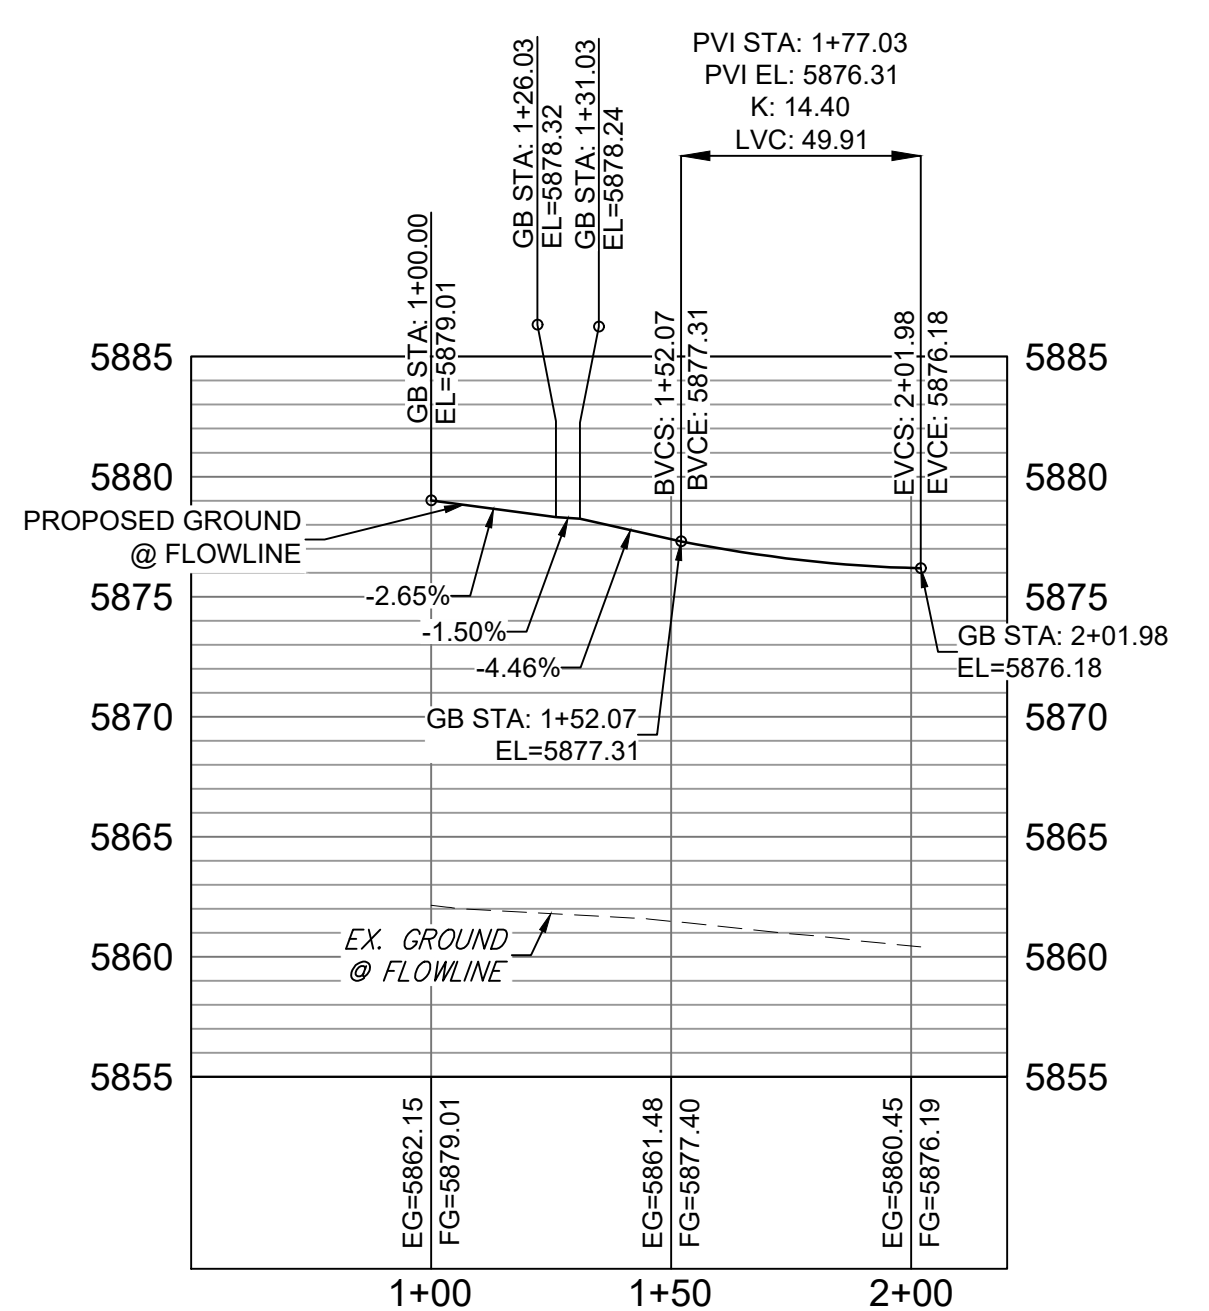 PVI STA: 1+77.03
PVI EL: 5876.31
K: 14.40
LVC: 49.91
GB STA: 1+26.03
EL=5878.32
GB STA: 1+31.03
EL=5878.24
GB STA: 1+00.00
EL=5879.01
BVCS: 1+52.07
BVCE: 5877.31
EVCS: 2+01.98
EVCE: 5876.18
5885
5885
5880
5880
PROPOSED GROUND
@ FLOWLINE
5875
5875
-2.65%
-1.50%
-4.46%
GB STA: 2+01.98
EL=5876.18
GB STA: 1+52.07
EL=5877.31
5870
5870
5865
5865
EX. GROUND
@ FLOWLINE
5860
5860
5855
5855
EG=5862.15
FG=5879.01
EG=5861.48
FG=5877.40
EG=5860.45
FG=5876.19
1+00
1+50
2+00